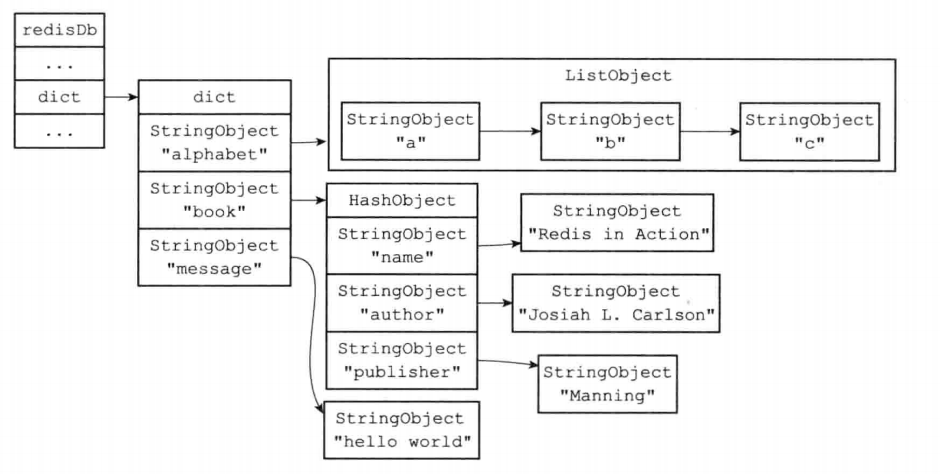 redisDb
...
dict
...
dict
StringObject
"alphabet"
StringObject
"book"
StringObject
"message"
ListObject
StringObject
"a"
StringObject
"b"
StringObject
"c"
HashObject
StringObject
"name"
StringObject
"author"
StringObject
"publisher"
StringObject
"Redis in Action"
StringObject
"Josiah L. Carlson"
StringObject
"Manning"
StringObject
"hello world"